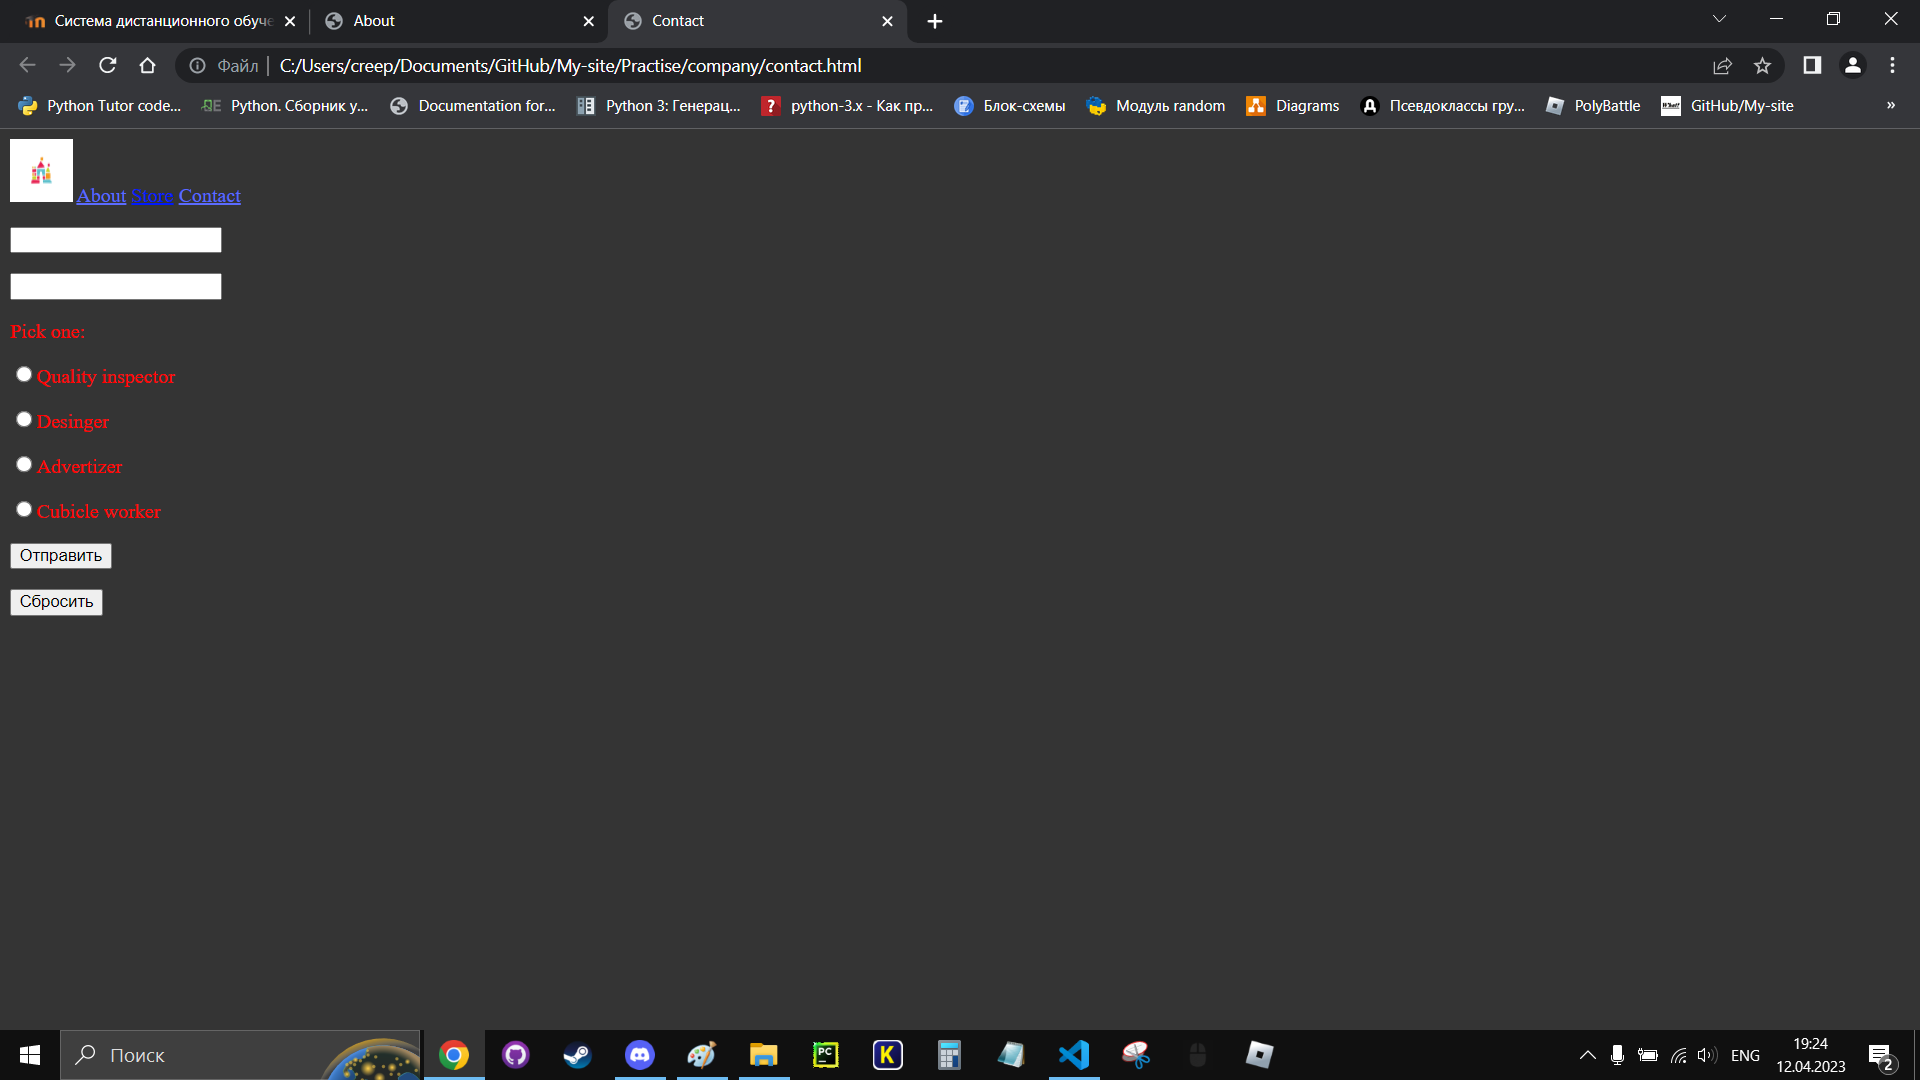 Система дистанционного обуче
About
Contact
Файл C:/Users/creep/Documents/GitHub/My-site/Practise/company/contact.html
Python Tutor code...
Python. Сборник у...
Documentation for...
Python 3: Генерац...
python-3.x - Как пр...
Блок-схемы
Модуль random
Diagrams
Псевдоклассы гру...
PolyBattle
GitHub/My-site
»
About Store Contact
Pick one:
Quality inspector
Desinger
Advertizer
Cubicle worker
Отправить
Сбросить
Поиск
PC
K
ENG
19:24
12.04.2023
2